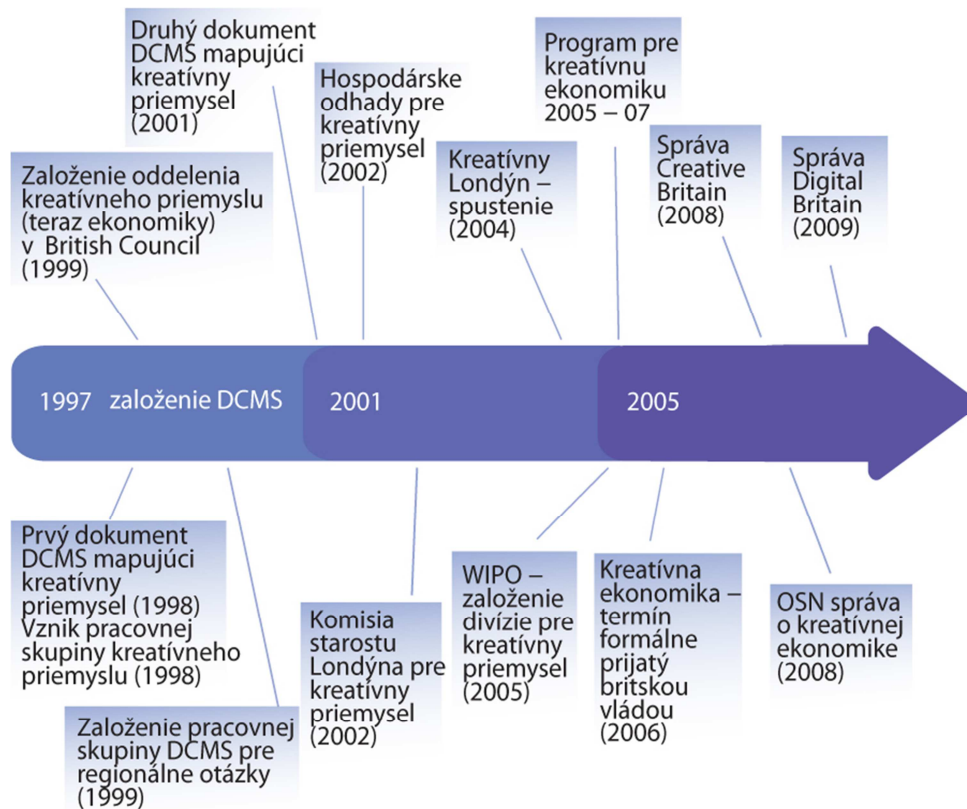 Druhý dokument
DCMS mapujúci
kreatívny
priemysel
(2001)
Hospodárske
odhady pre
kreatívny
priemysel
(2002)
Program pre
kreatívnu
ekonomiku
2005 – 07
Založenie oddelenia
kreatívneho priemyslu
(teraz ekonomiky)
v British Council
(1999)
Kreatívny
Londýn –
spustenie
(2004)
Správa
Creative
Britain
(2008)
Správa
Digital
Britain
(2009)
1997 založenie DCMS
2001
2005
Prvý dokument
DCMS mapujúci
kreatívny
priemysel (1998)
Vznik pracovnej
skupiny kreatívneho
priemyslu (1998)
Založenie pracovnej
skupiny DCMS pre
regionálne otázky
(1999)
Komisia
starostu
Londýna pre
kreatívny
priemysel
(2002)
WIPO –
založenie
divízie pre
kreatívny
priemysel
(2005)
Kreatívna
ekonomika –
termín
formálne
prijatý
britskou
vládou
(2006)
OSN správa
o kreatívnej
ekonomike
(2008)